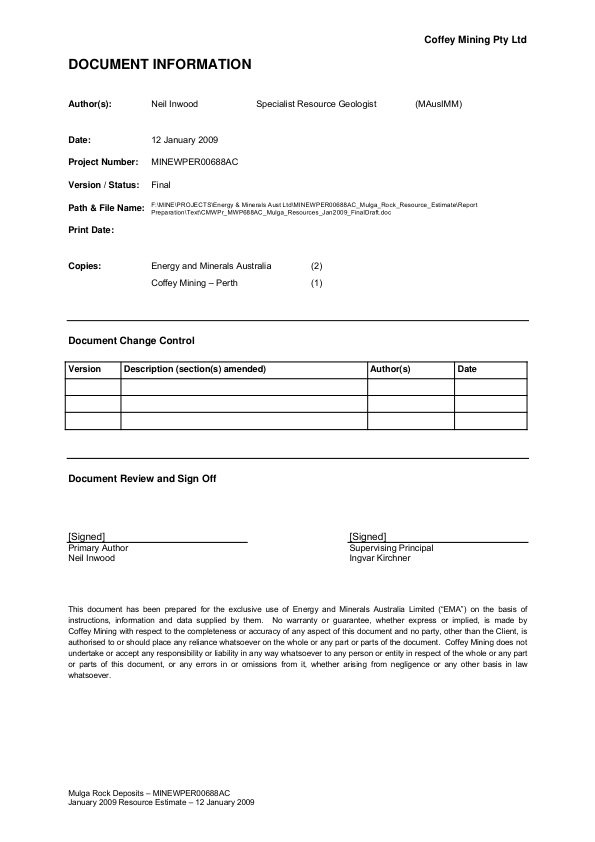 Coffey Mining Pty Ltd
DOCUMENT INFORMATION
Author(s): Neil Inwood Specialist Resource Geologist (MAusIMM)
Date: 12 January 2009
Project Number: MINEWPER00688AC
Version / Status: Final
Path & File Name: F:\MINE\PROJECTS\Energy & Minerals Aust Ltd\MINEWPER00688AC_Mulga_Rock_Resource_Estimate\Report
Preparation\Text\CMWPr_MWP688AC_Mulga_Resources_Jan2009_FinalDraft.doc
Print Date:
Copies: Energy and Minerals Australia (2)
Coffey Mining – Perth (1)
Document Change Control
Version Description (section(s) amended) Author(s) Date
Document Review and Sign Off
[Signed] [Signed]
Primary Author Supervising Principal
Neil Inwood Ingvar Kirchner
This document has been prepared for the exclusive use of Energy and Minerals Australia Limited (“EMA”) on the basis of
instructions, information and data supplied by them. No warranty or guarantee, whether express or implied, is made by
Coffey Mining with respect to the completeness or accuracy of any aspect of this document and no party, other than the Client, is
authorised to or should place any reliance whatsoever on the whole or any part or parts of the document. Coffey Mining does not
undertake or accept any responsibility or liability in any way whatsoever to any person or entity in respect of the whole or any part
or parts of this document, or any errors in or omissions from it, whether arising from negligence or any other basis in law
whatsoever.
Mulga Rock Deposits – MINEWPER00688AC
January 2009 Resource Estimate – 12 January 2009